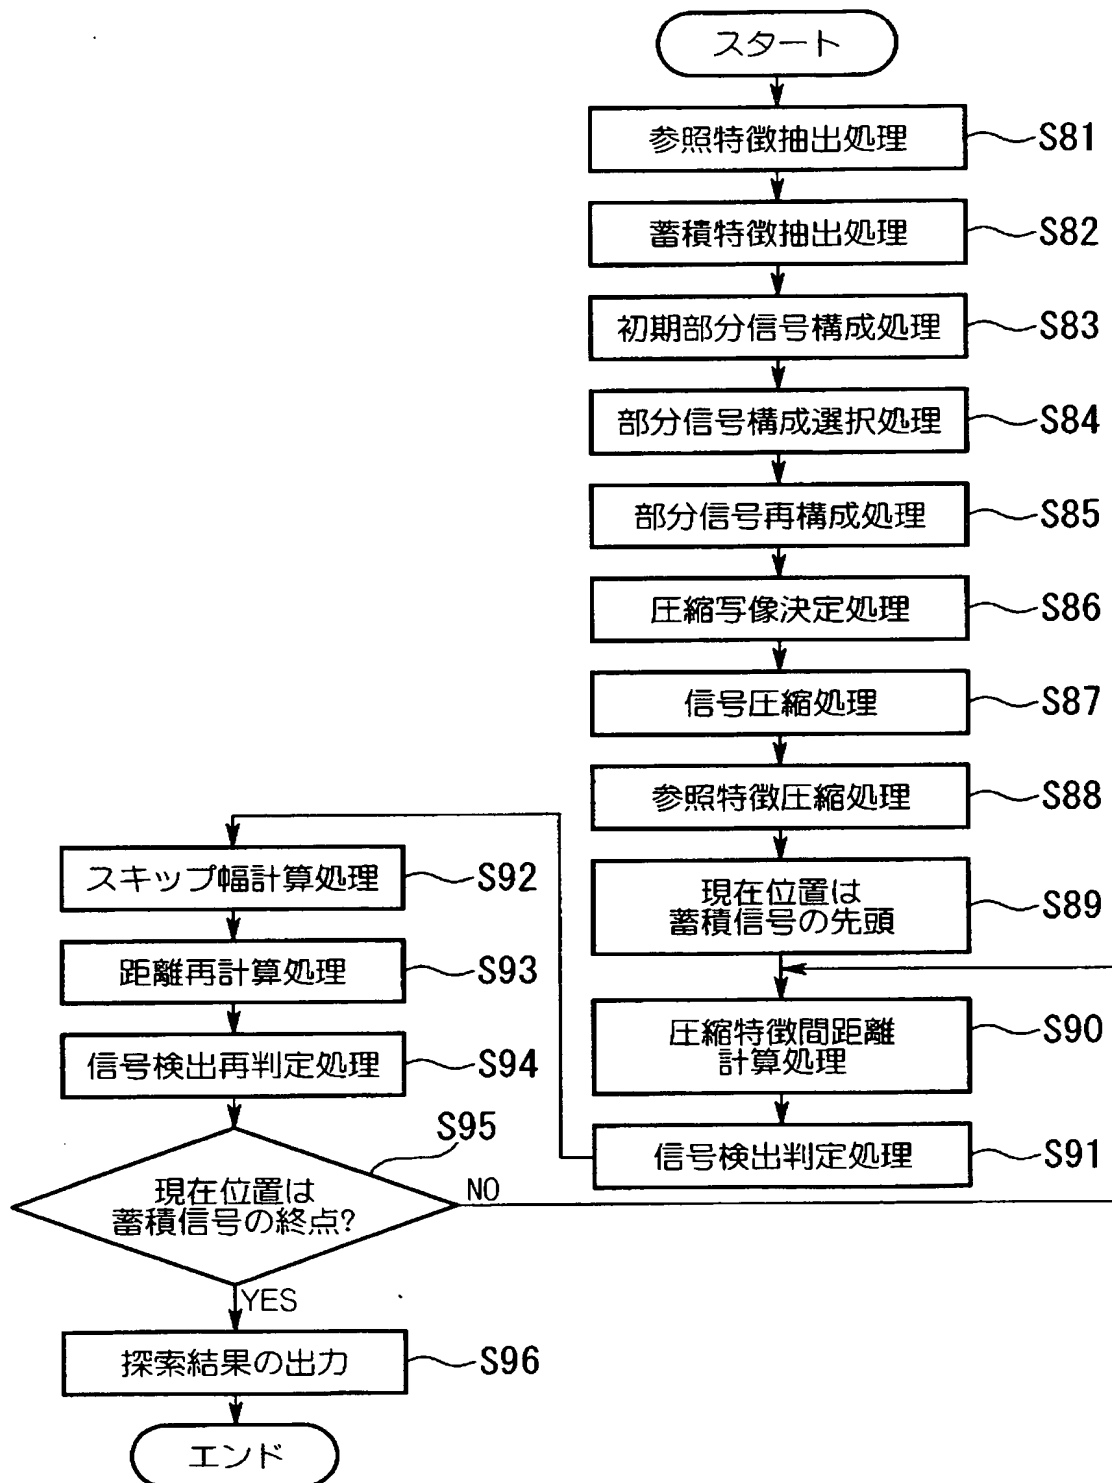 スタート
参照特徴抽出処理
S81
蓄積特徴抽出処理
S82
初期部分信号構成処理
S83
部分信号構成選択処理
S84
部分信号再構成処理
S85
圧縮写像決定処理
S86
信号圧縮処理
S87
参照特徴圧縮処理
S88
現在位置は
蓄積信号の先頭
S89
圧縮特徴間距離
計算処理
S90
信号検出判定処理
S91
スキップ幅計算処理
S92
距離再計算処理
S93
信号検出再判定処理
S94
S95
現在位置は
蓄積信号の終点?
NO
YES
探索結果の出力
S96
エンド